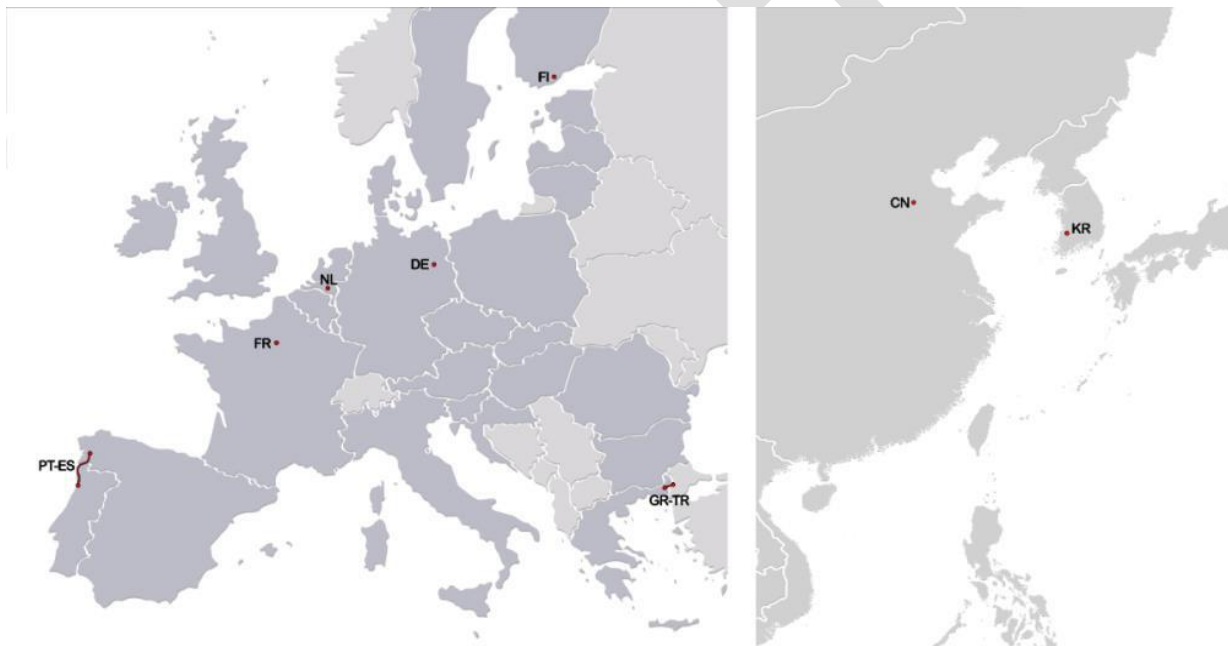 FI
CN
KR
DE
NL
FR
PT-ES
GR-TR